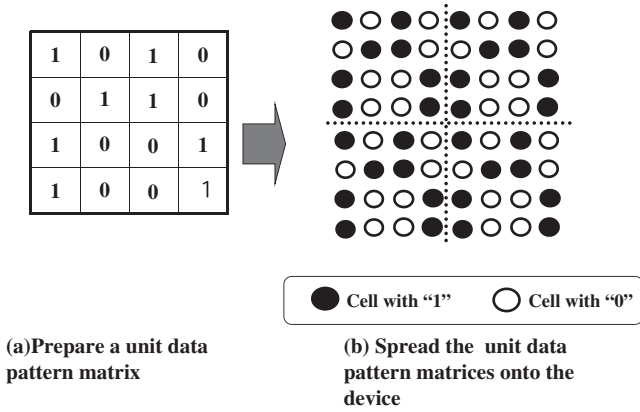 1 0 1 0
0 1 1 0
1 0 0 1
1 0 0 1
Cell with “1” Cell with “0”
(a)Prepare a unit data
pattern matrix
(b) Spread the unit data
pattern matrices onto the
device